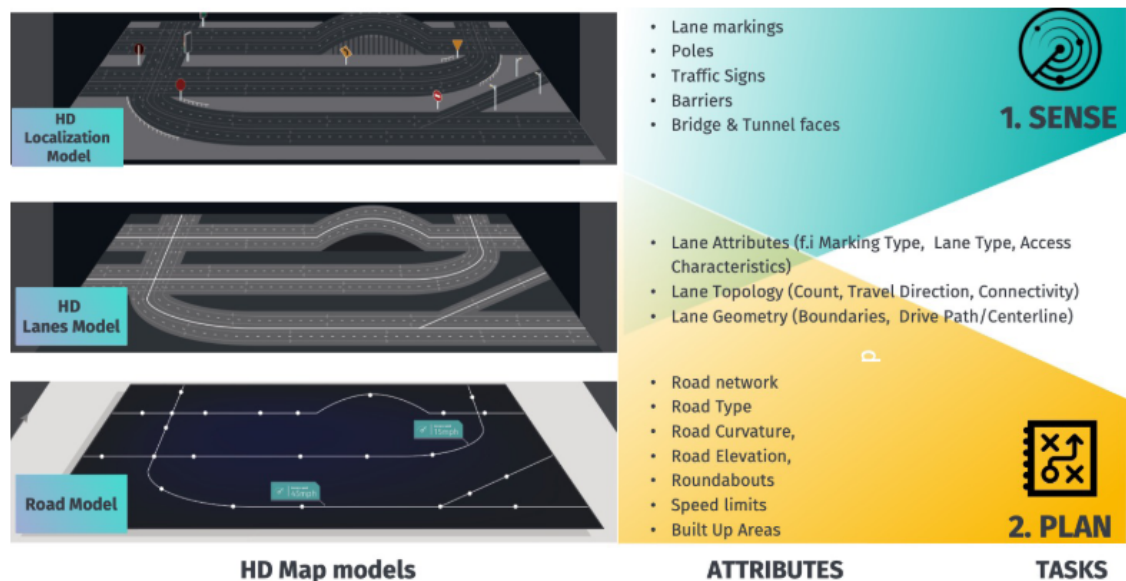 HD
Localization
Model
• Lane markings
• Poles
• Traffic Signs
• Barriers
• Bridge & Tunnel faces
1. SENSE
HD
Lanes Model
• Lane Attributes (f.i Marking Type, Lane Type, Access
Characteristics)
• Lane Topology (Count, Travel Direction, Connectivity)
• Lane Geometry (Boundaries, Drive Path/Centerline)
p
Road Model
15mph
45mph
• Road network
• Road Type
• Road Curvature,
• Road Elevation,
• Roundabouts
• Speed limits
• Built Up Areas
2. PLAN
HD Map models
ATTRIBUTES
TASKS